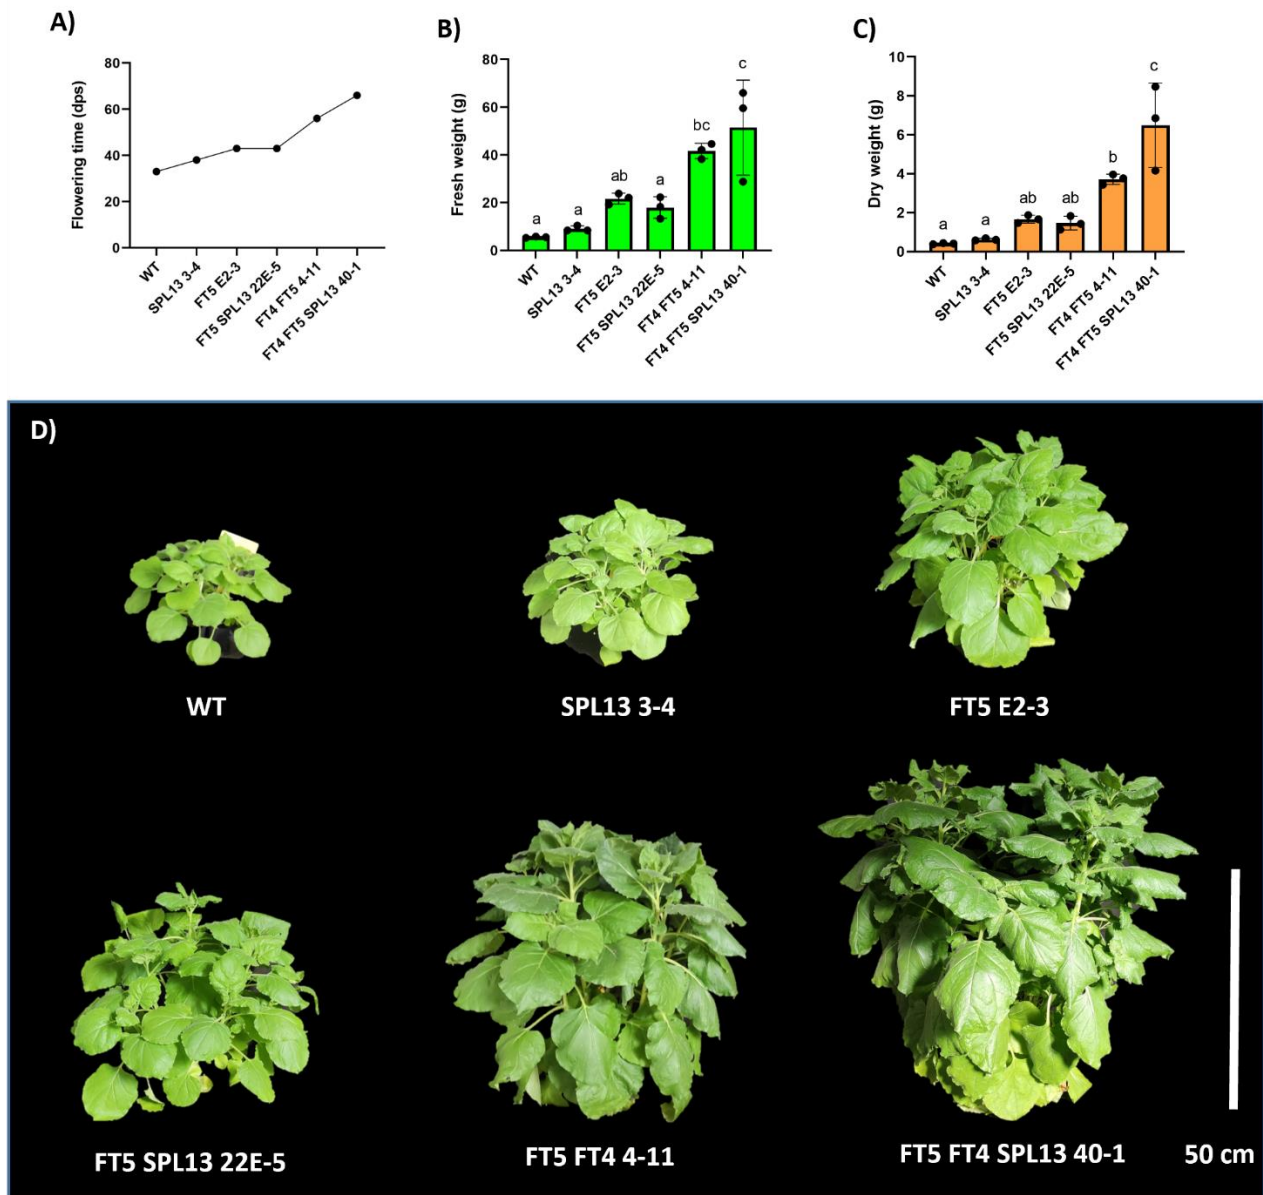 A)
Flowering time (dps)
80
60
40
20
0
WT
SPL13 3-4
FT5 E2-3
FT5 SPL13 22E-5
FT4 FT5 4-11
FT4 FT5 SPL13 40-1
B)
Fresh weight (g)
80
60
40
20
0
a
a
ab
a
bc
c
WT
SPL13 3-4
FT5 E2-3
FT5 SPL13 22E-5
FT4 FT5 4-11
FT4 FT5 SPL13 40-1
C)
Dry weight (g)
10
8
6
4
2
0
a
a
ab
ab
b
c
WT
SPL13 3-4
FT5 E2-3
FT5 SPL13 22E-5
FT4 FT5 4-11
FT4 FT5 SPL13 40-1
D)
WT
SPL13 3-4
FT5 E2-3
FT5 SPL13 22E-5
FT5 FT4 4-11
FT5 FT4 SPL13 40-1
50 cm